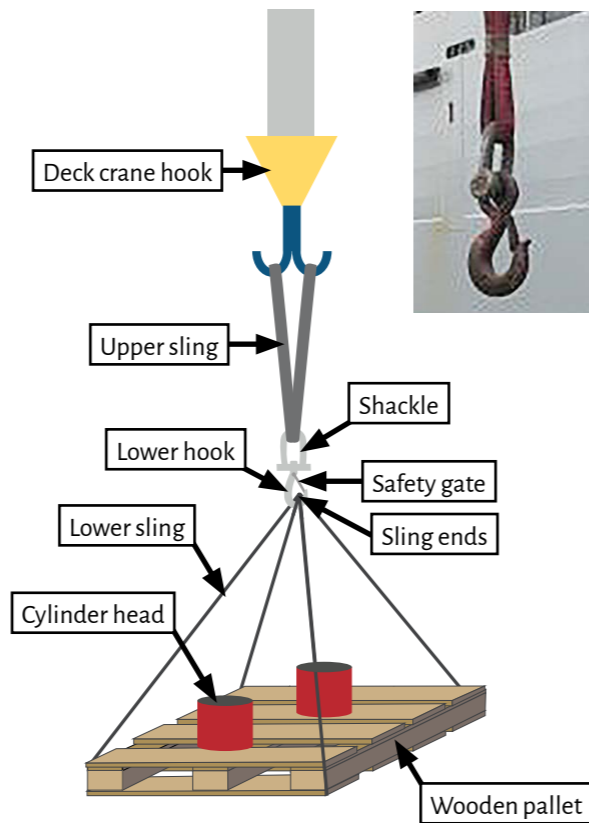 Deck crane hook
Upper sling
Shackle
Lower hook
Safety gate
Lower sling
Sling ends
Cylinder head
Wooden pallet